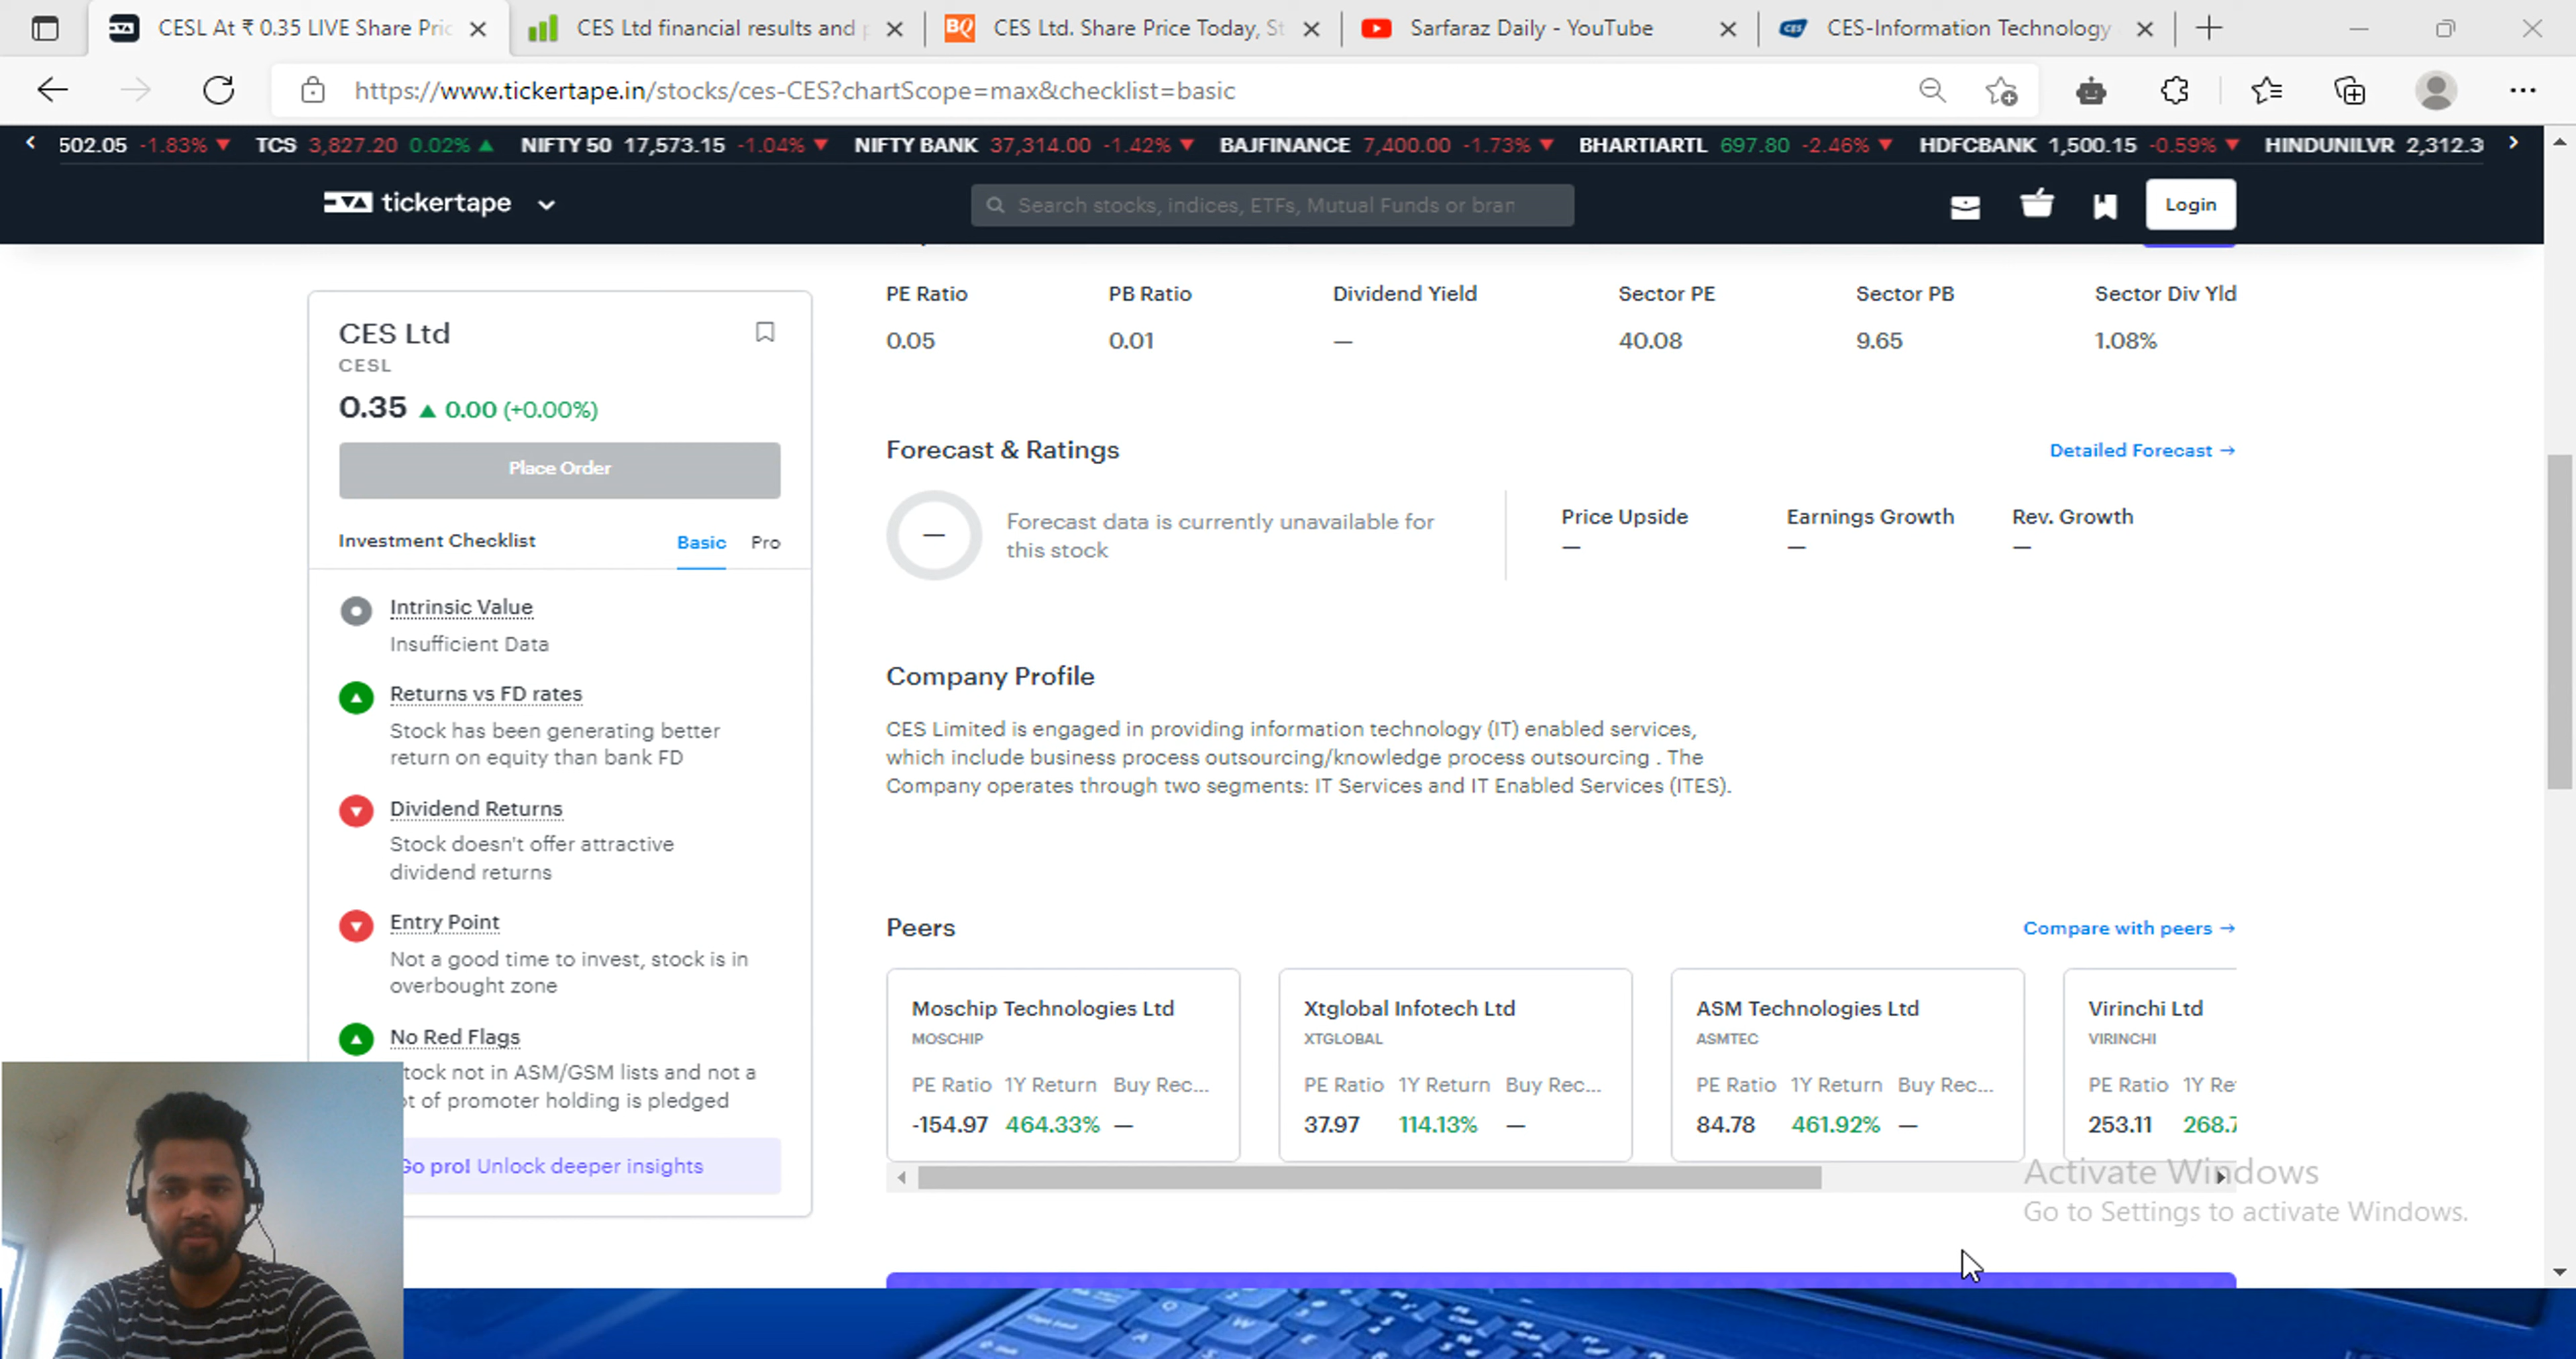 CESL At ₹ 0.35 LIVE Share Pric
CES Ltd financial results and p
BQ
CES Ltd. Share Price Today, St
Sarfaraz Daily - YouTube
CES
CES-Information Technology
https://www.tickertape.in/stocks/ces-CES?chartScope=max&checklist=basic
502.05 -1.83% TCS 3,827.20 0.02% NIFTY 50 17,573.15 -1.04% NIFTY BANK 37,314.00 -1.42% BAJFINANCE 7,400.00 -1.73% BHARTIARTL 697.80 -2.46% HDFCBANK 1,500.15 -0.59% HINDUNILVR 2,312.3
tickertape
Search stocks, indices, ETFs, Mutual Funds or bran
Login
CES Ltd
CESL
0.35 0.00 (+0.00%)
Place Order
Investment Checklist Basic Pro
Intrinsic Value
Insufficient Data
Returns vs FD rates
Stock has been generating better
return on equity than bank FD
Dividend Returns
Stock doesn't offer attractive
dividend returns
Entry Point
Not a good time to invest, stock is in
overbought zone
No Red Flags
tock not in ASM/GSM lists and not a
ot of promoter holding is pledged
Go pro! Unlock deeper insights
PE Ratio PB Ratio Dividend Yield Sector PE Sector PB Sector Div Yld
0.05 0.01 — 40.08 9.65 1.08%
Forecast & Ratings
Detailed Forecast →
—
Forecast data is currently unavailable for
this stock
Price Upside Earnings Growth Rev. Growth
— — —
Company Profile
CES Limited is engaged in providing information technology (IT) enabled services,
which include business process outsourcing/knowledge process outsourcing . The
Company operates through two segments: IT Services and IT Enabled Services (ITES).
Peers
Compare with peers →
Moschip Technologies Ltd
MOSCHIP
PE Ratio 1Y Return Buy Rec...
-154.97 464.33% —
Xtglobal Infotech Ltd
XTGLOBAL
PE Ratio 1Y Return Buy Rec...
37.97 114.13% —
ASM Technologies Ltd
ASMTEC
PE Ratio 1Y Return Buy Rec...
84.78 461.92% —
Virinchi Ltd
VIRINCHI
PE Ratio 1Y Re
253.11 268.7
Activate Windows
Go to Settings to activate Windows.